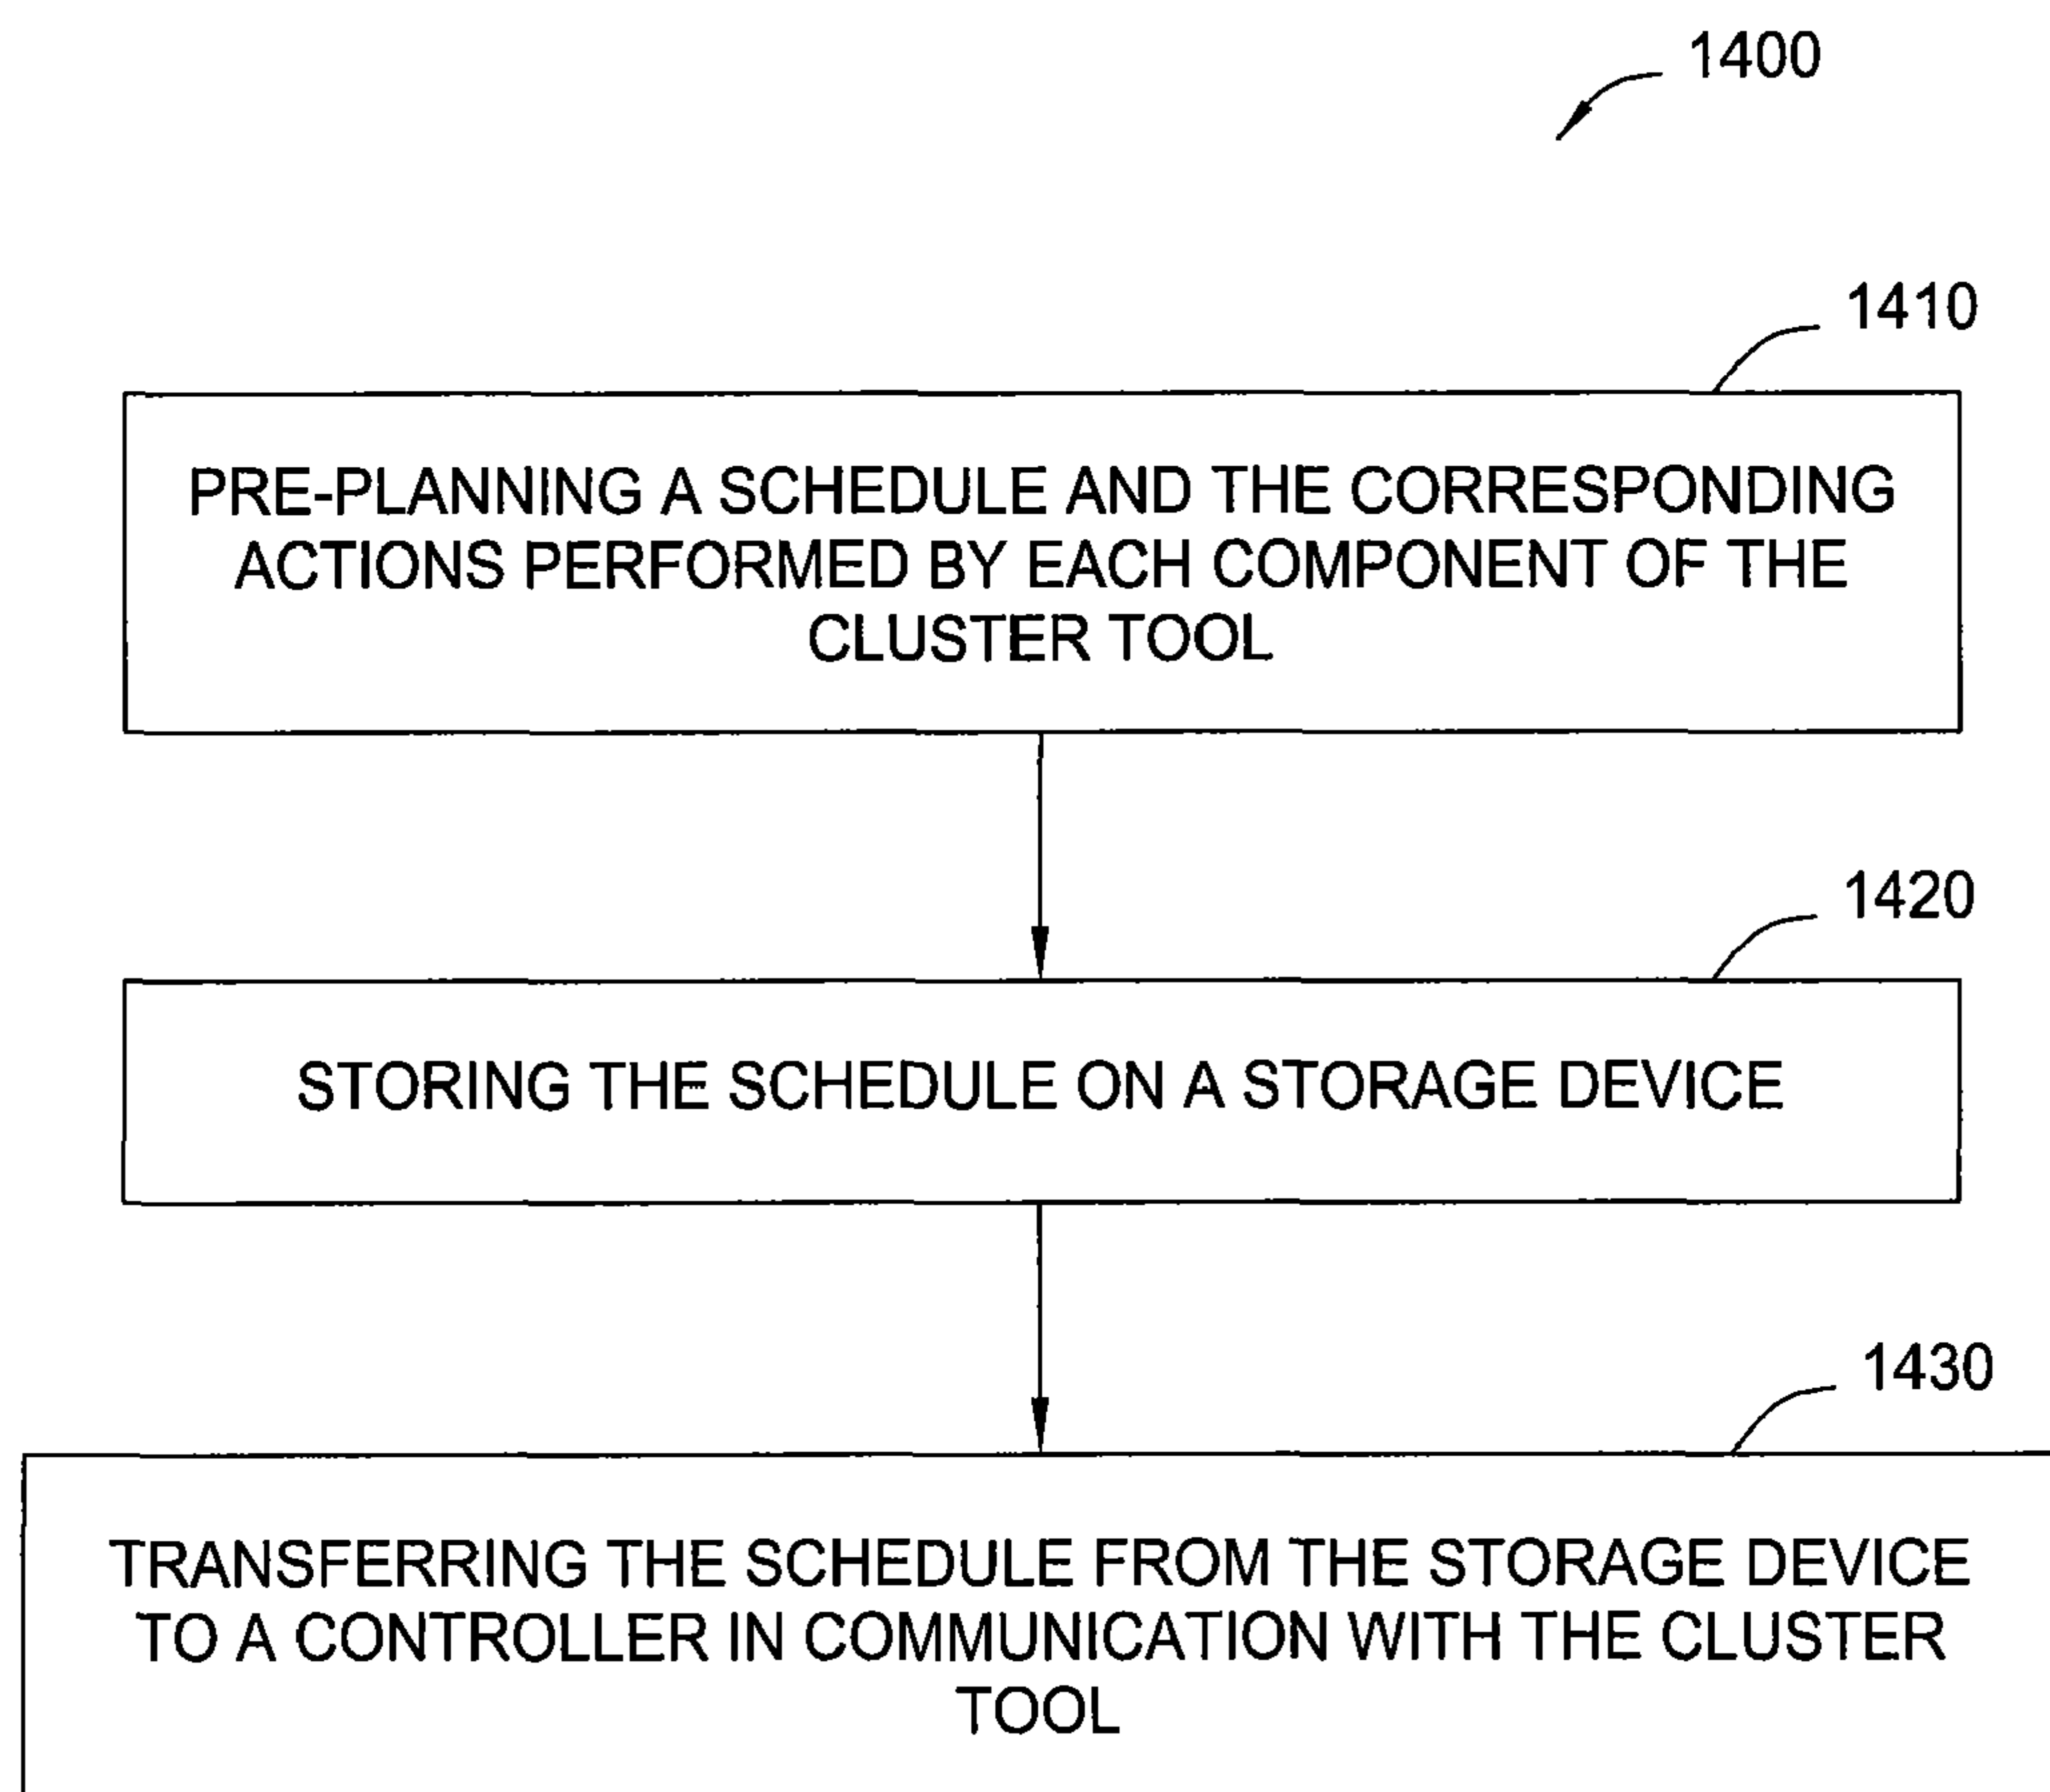 1400
1410
PRE-PLANNING A SCHEDULE AND THE CORRESPONDING
ACTIONS PERFORMED BY EACH COMPONENT OF THE
CLUSTER TOOL
1420
STORING THE SCHEDULE ON A STORAGE DEVICE
1430
TRANSFERRING THE SCHEDULE FROM THE STORAGE DEVICE
TO A CONTROLLER IN COMMUNICATION WITH THE CLUSTER
TOOL